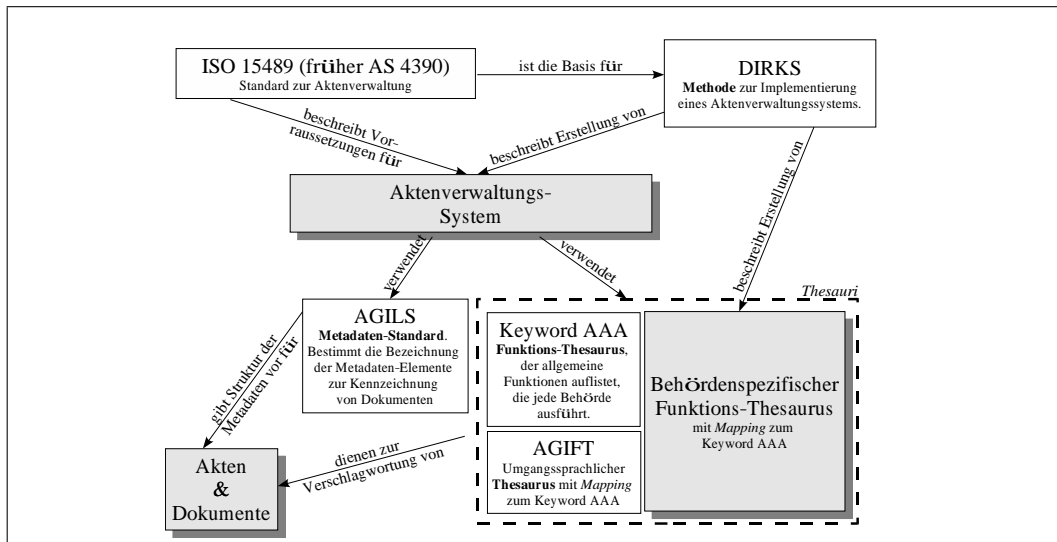 ISO 15489 (früher AS 4390)
Standard zur Aktenverwaltung
ist die Basis für
DIRKS
Methode zur Implementierung
eines Aktenverwaltungssystems.
beschreibt Vor-
raussetzungen für
beschreibt Erstellung von
beschreibt Erstellung von
Aktenverwaltungs-
System
verwendet
verwendet
Thesauri
AGILS
Metadaten-Standard.
Bestimmt die Bezeichnung
der Metadaten-Elemente
zur Kennzeichnung
von Dokumenten
Keyword AAA
Funktions-Thesaurus,
der allgemeine
Funktionen auflistet,
die jede Behörde
ausführt.
Behördenspezifischer
Funktions-Thesaurus
mit Mapping zum
Keyword AAA
gibt Struktur der
Metadaten vor für
AGIFT
Umgangssprachlicher
Thesaurus mit Mapping
zum Keyword AAA
dienen zur
Verschlagwortung von
Akten
&
Dokumente